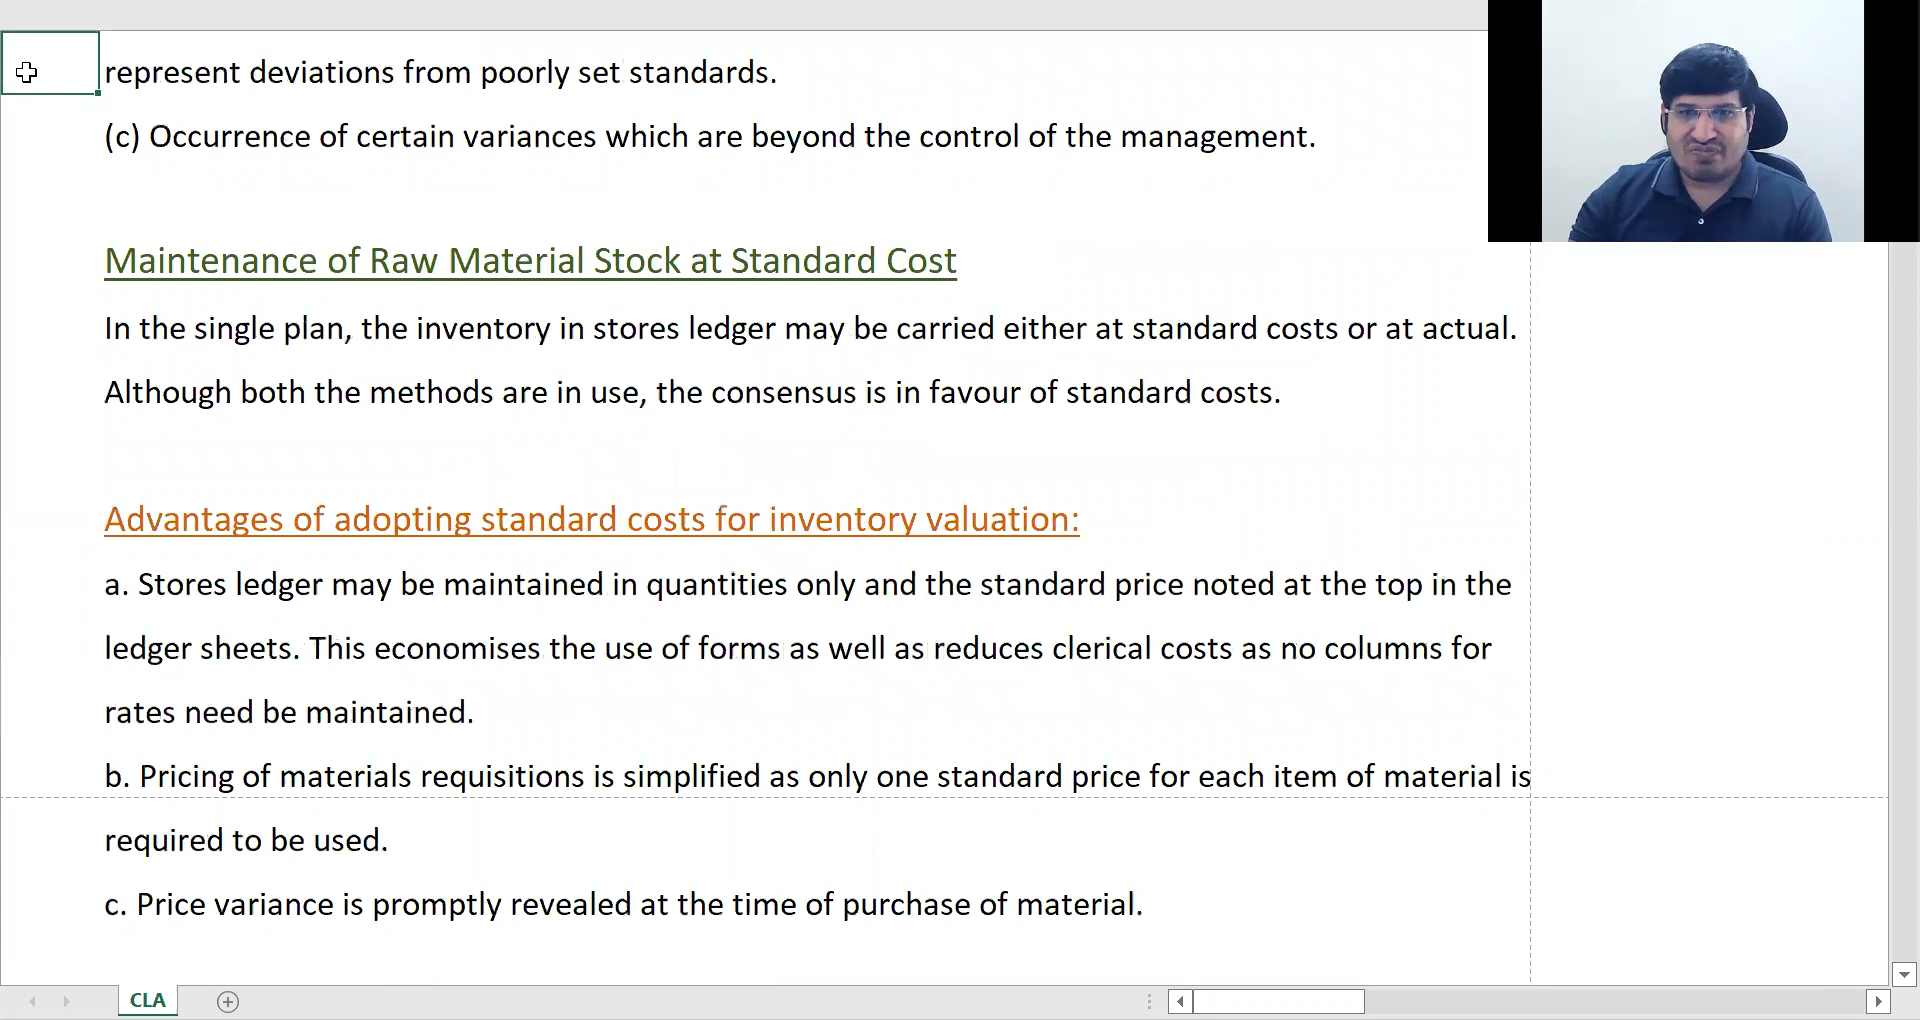 represent deviations from poorly set standards.
(c) Occurrence of certain variances which are beyond the control of the management.
Maintenance of Raw Material Stock at Standard Cost
In the single plan, the inventory in stores ledger may be carried either at standard costs or at actual.
Although both the methods are in use, the consensus is in favour of standard costs.
Advantages of adopting standard costs for inventory valuation:
a. Stores ledger may be maintained in quantities only and the standard price noted at the top in the
ledger sheets. This economises the use of forms as well as reduces clerical costs as no columns for
rates need be maintained.
b. Pricing of materials requisitions is simplified as only one standard price for each item of material is
required to be used.
c. Price variance is promptly revealed at the time of purchase of material.
CLA